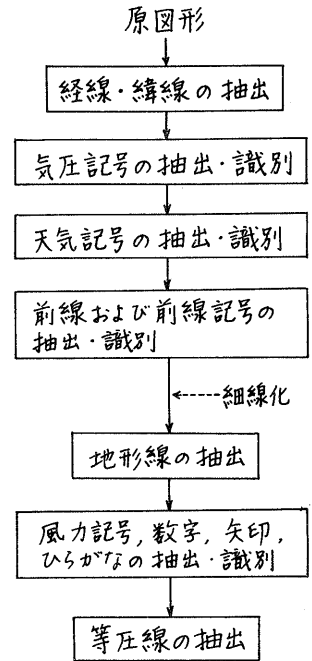 原図形
経線・緯線の抽出
気圧記号の抽出・識別
天気記号の抽出・識別
前線および前線記号の
抽出・識別
細線化
地形線の抽出
風力記号，数字，矢印，
ひらがなの抽出・識別
等圧線の抽出